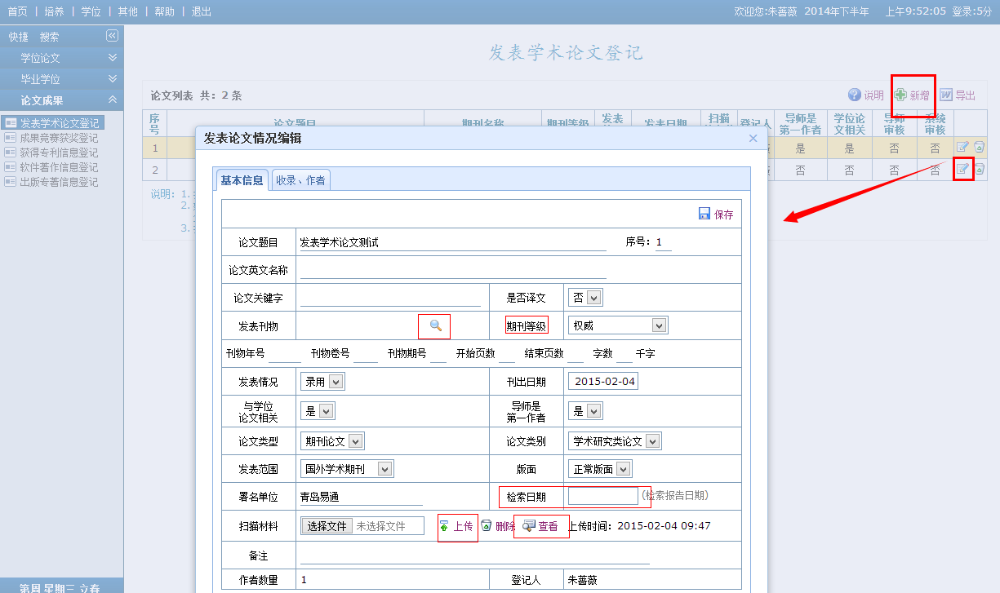 首页 | 培养 | 学位 | 其他 | 帮助 | 退出
欢迎您:朱蔷薇 2014年下半年 上午9:52:05 登录:5分
快捷 搜索
学位论文
毕业学位
论文成果
发表学术论文登记
成果竞赛获奖登记
获得专利信息登记
软件著作信息登记
出版专著信息登记
第周 星期三 立春
发表学术论文登记
论文列表 共: 2 条
说明 新增 导出
序号 论文题目 期刊名称 期刊等级 发表 发表日期 扫描 登记人 导师是第一作者 学位论文相关 导师审核 系统审核
1 是 是 否 否
2 否 否 否 否
说明: 1.
2.
3.
发表论文情况编辑
基本信息 收录、作者
保存
论文题目 发表学术论文测试 序号: 1
论文英文名称
论文关键字 是否译文 否
发表刊物 期刊等级 权威
刊物年号 刊物卷号 刊物期号 开始页数 结束页数 字数 千字
发表情况 录用 刊出日期 2015-02-04
与学位论文相关 是 导师是第一作者 是
论文类型 期刊论文 论文类别 学术研究类论文
发表范围 国外学术期刊 版面 正常版面
署名单位 青岛易通 检索日期 (检索报告日期)
扫描材料 选择文件 未选择文件 上传 删除 查看 上传时间: 2015-02-04 09:47
备注
作者数量 1 登记人 朱蔷薇